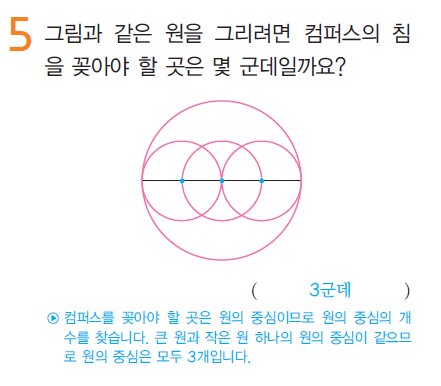 5 그림과 같은 원을 그리려면 컴퍼스의 침
을 꽂아야 할 곳은 몇 군데일까요?
( 3군데 )
컴퍼스를 꽂아야 할 곳은 원의 중심이므로 원의 중심의 개
수를 찾습니다. 큰 원과 작은 원 하나의 원의 중심이 같으므
로 원의 중심은 모두 3개입니다.